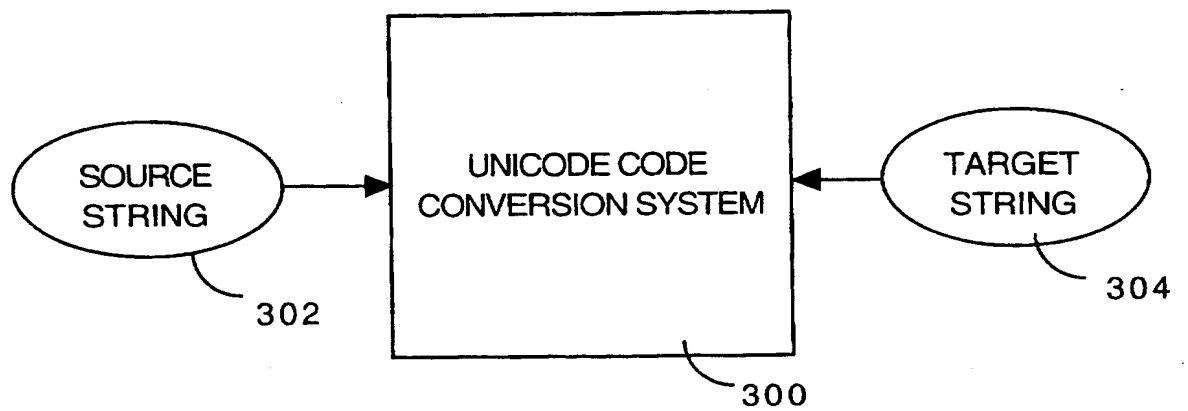 SOURCE
STRING
302
UNICODE CODE
CONVERSION SYSTEM
300
TARGET
STRING
304